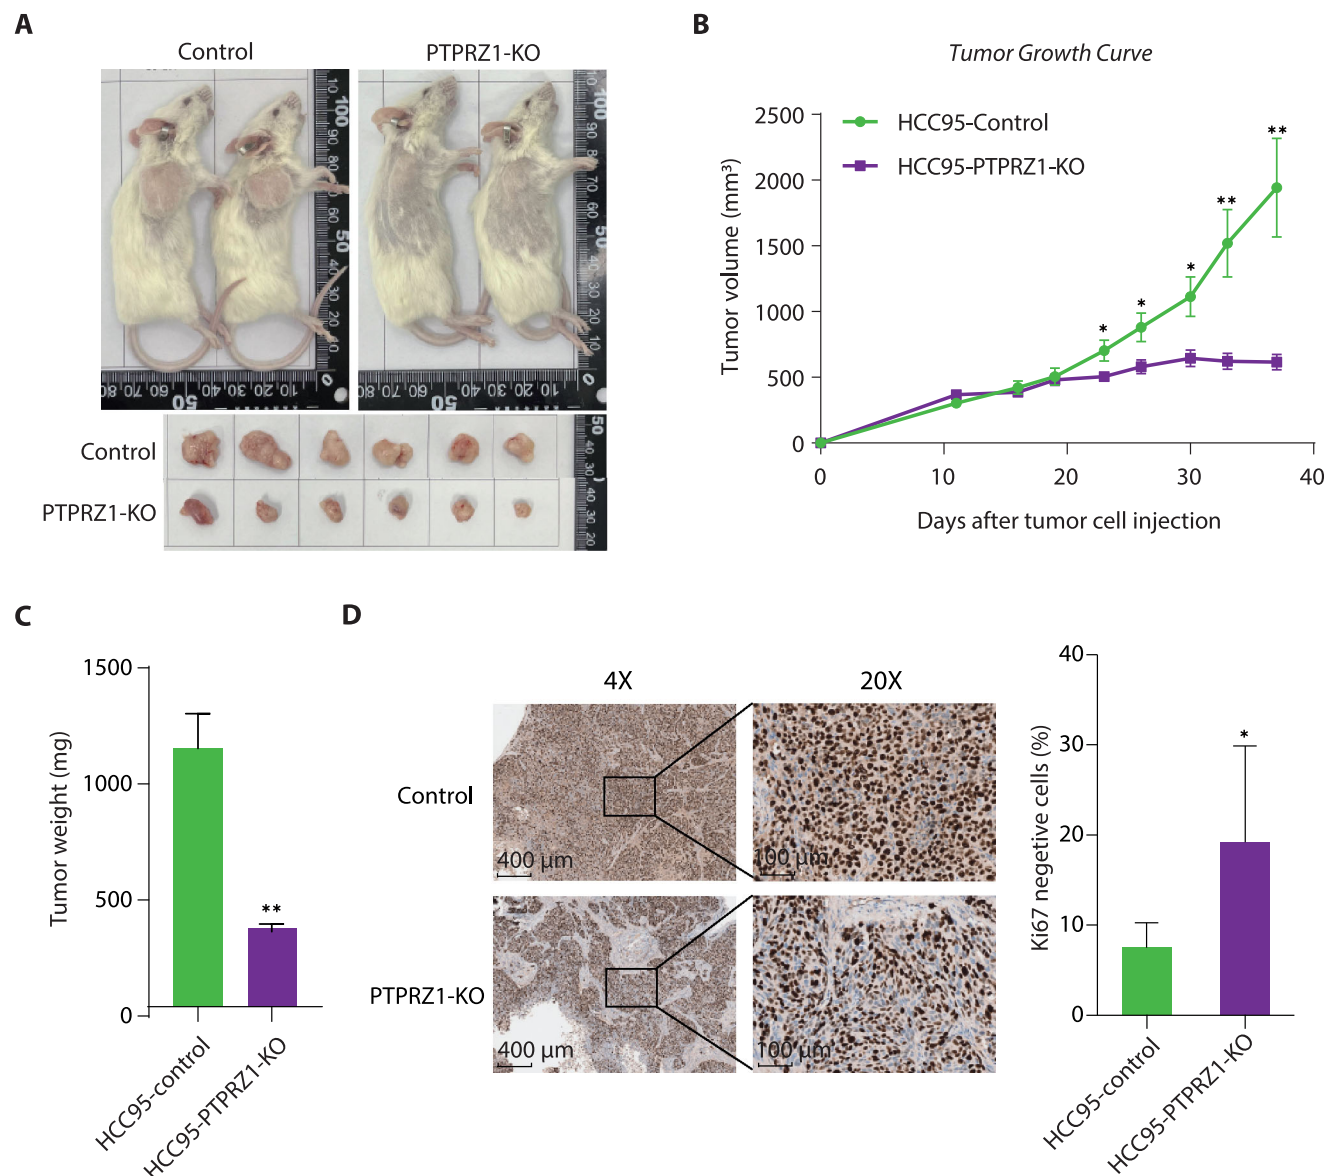 A
Control
PTPRZ1-KO
Control
PTPRZ1-KO
B
Tumor Growth Curve
HCC95-Control
HCC95-PTPRZ1-KO
Tumor volume (mm³)
2500
2000
1500
1000
500
0
** 
**
*
*
*
0 10 20 30 40
Days after tumor cell injection
C
Tumor weight (mg)
1500
1000
500
0
**
HCC95-control
HCC95-PTPRZ1-KO
D
4X
20X
Control
400 μm
100 μm
PTPRZ1-KO
400 μm
100 μm
Ki67 negetive cells (%)
40
30
20
10
0
*
HCC95-control
HCC95-PTPRZ1-KO